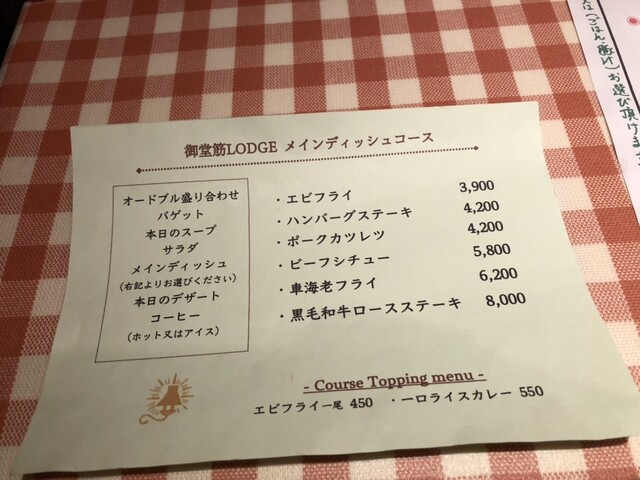 御堂筋LODGE メインディッシュコース
オードブル盛り合わせ
バゲット
本日のスープ
サラダ
メインディッシュ
(右記よりお選びください)
本日のデザート
コーヒー
(ホット又はアイス)
・エビフライ 3,900
・ハンバーグステーキ 4,200
・ポークカツレツ 4,200
・ビーフシチュー 5,800
・車海老フライ 6,200
・黒毛和牛ロースステーキ 8,000
- Course Topping menu -
エビフライ一尾 450 ・一口ライスカレー 550
お選び頂けま